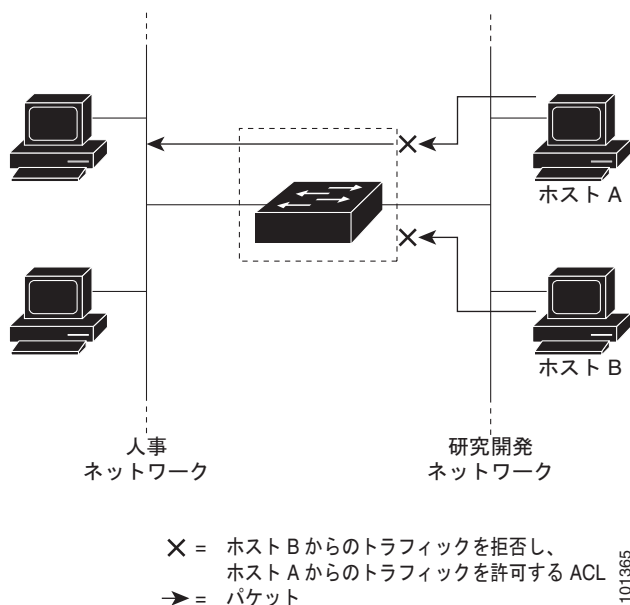 ホスト A
ホスト B
人事
ネットワーク
研究開発
ネットワーク
= ホスト B からのトラフィックを拒否し、
ホスト A からのトラフィックを許可する ACL
= パケット
101365